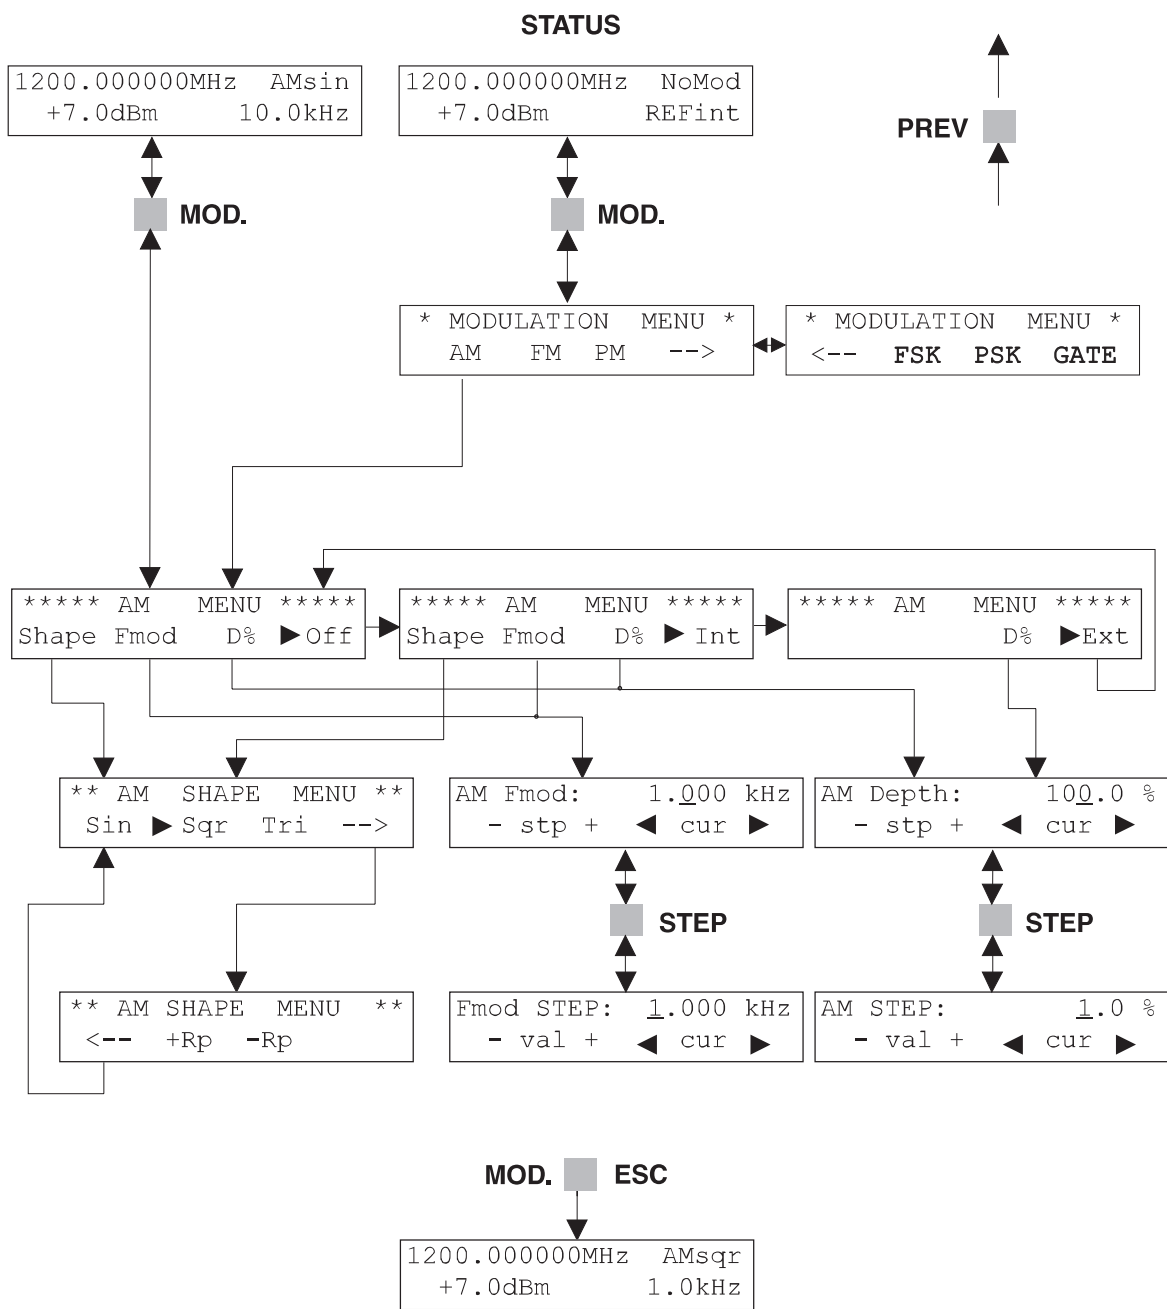 STATUS
1200.000000MHz AMsin
+7.0dBm 10.0kHz
1200.000000MHz NoMod
+7.0dBm REFint
PREV
MOD.
MOD.
* MODULATION MENU *
AM FM PM -->
* MODULATION MENU *
<-- FSK PSK GATE
***** AM MENU *****
Shape Fmod D% ▶Off
***** AM MENU *****
Shape Fmod D% ▶ Int
***** AM MENU *****
D% ▶Ext
** AM SHAPE MENU **
Sin ▶ Sqr Tri -->
AM Fmod: 1.000 kHz
- stp + ◀ cur ▶
AM Depth: 100.0 %
- stp + ◀ cur ▶
STEP
STEP
** AM SHAPE MENU **
<-- +Rp -Rp
Fmod STEP: 1.000 kHz
- val + ◀ cur ▶
AM STEP: 1.0 %
- val + ◀ cur ▶
MOD. ESC
1200.000000MHz AMsqr
+7.0dBm 1.0kHz